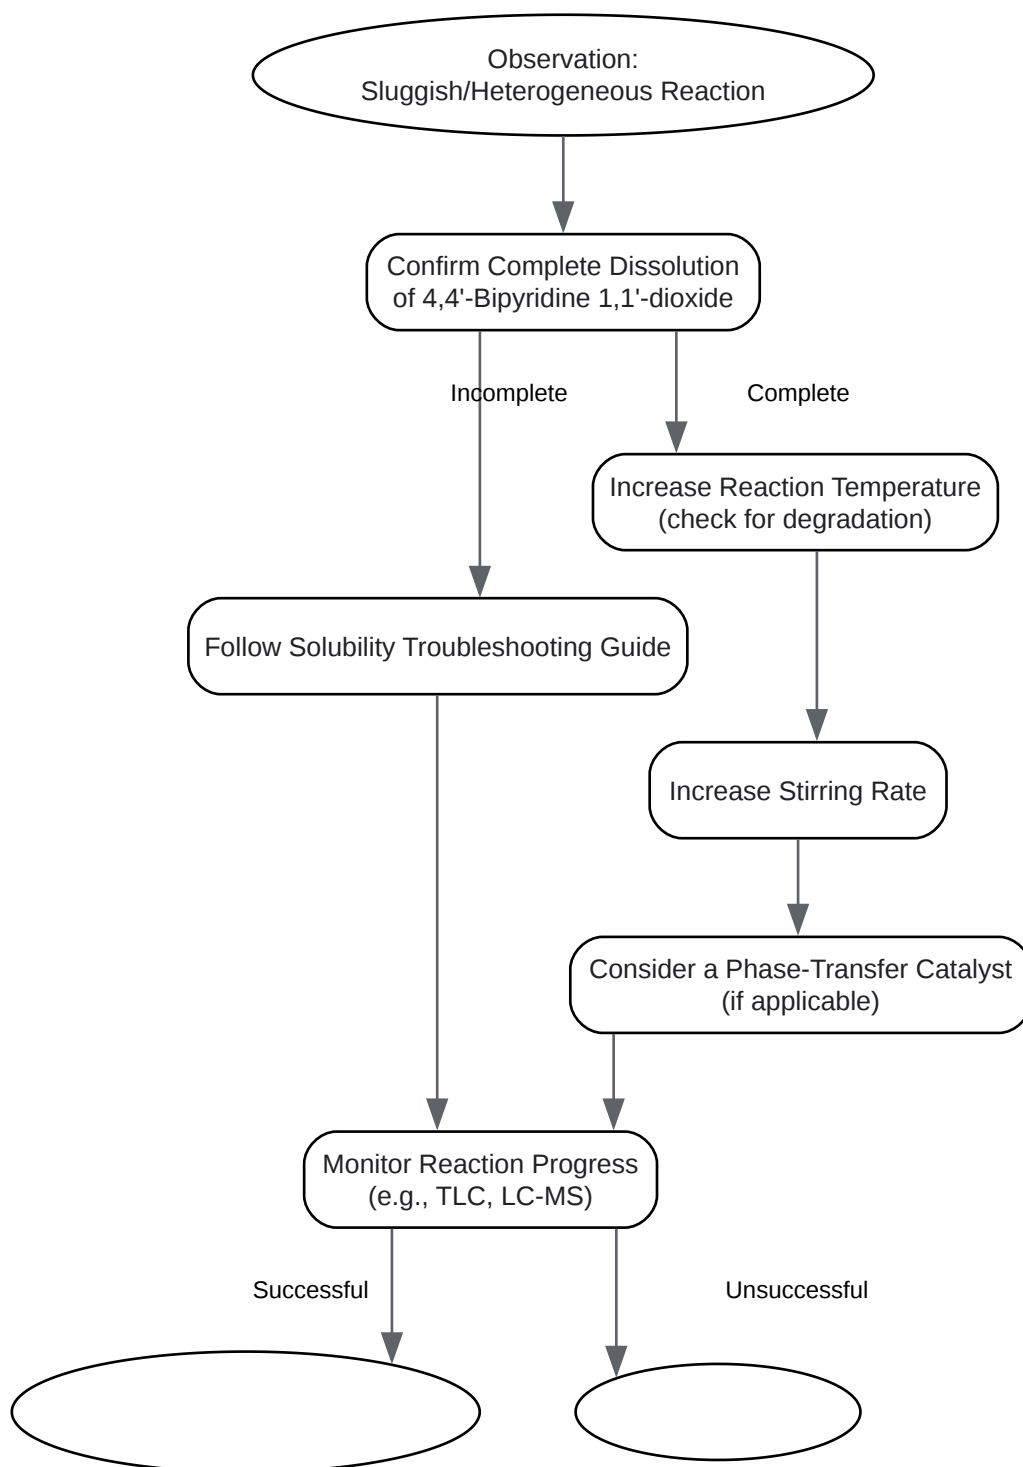 Observation:
Sluggish/Heterogeneous Reaction
Confirm Complete Dissolution
of 4,4'-Bipyridine 1,1'-dioxide
Incomplete
Complete
Increase Reaction Temperature
(check for degradation)
Follow Solubility Troubleshooting Guide
Increase Stirring Rate
Consider a Phase-Transfer Catalyst
(if applicable)
Monitor Reaction Progress
(e.g., TLC, LC-MS)
Successful
Unsuccessful